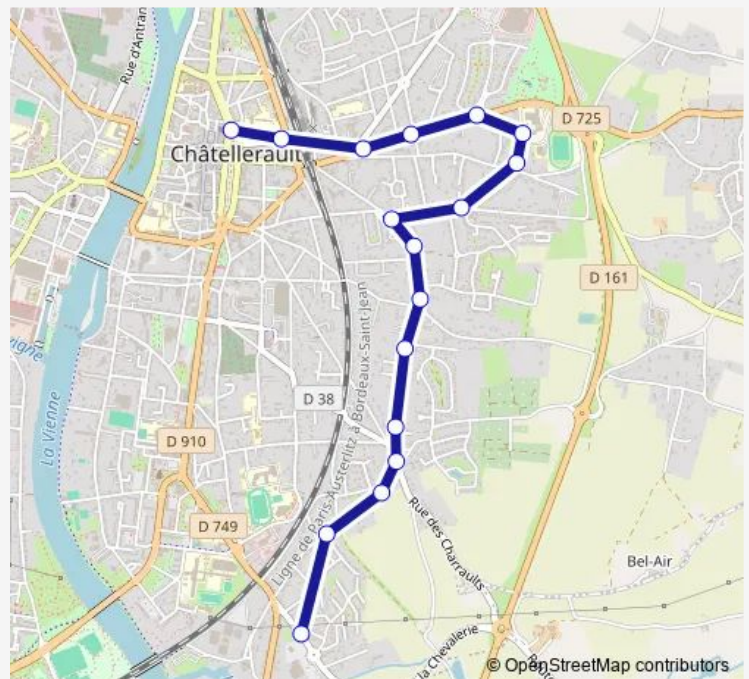 Rue d'Antran
Châtellerault
D 725
D 161
Ligne de Paris-Austerlitz à Bordeaux-Saint-Jean
D 38
La Vienne
D 910
D 749
Rue des Charraults
Bel-Air
la Chevalerie
© OpenStreetMap contributors